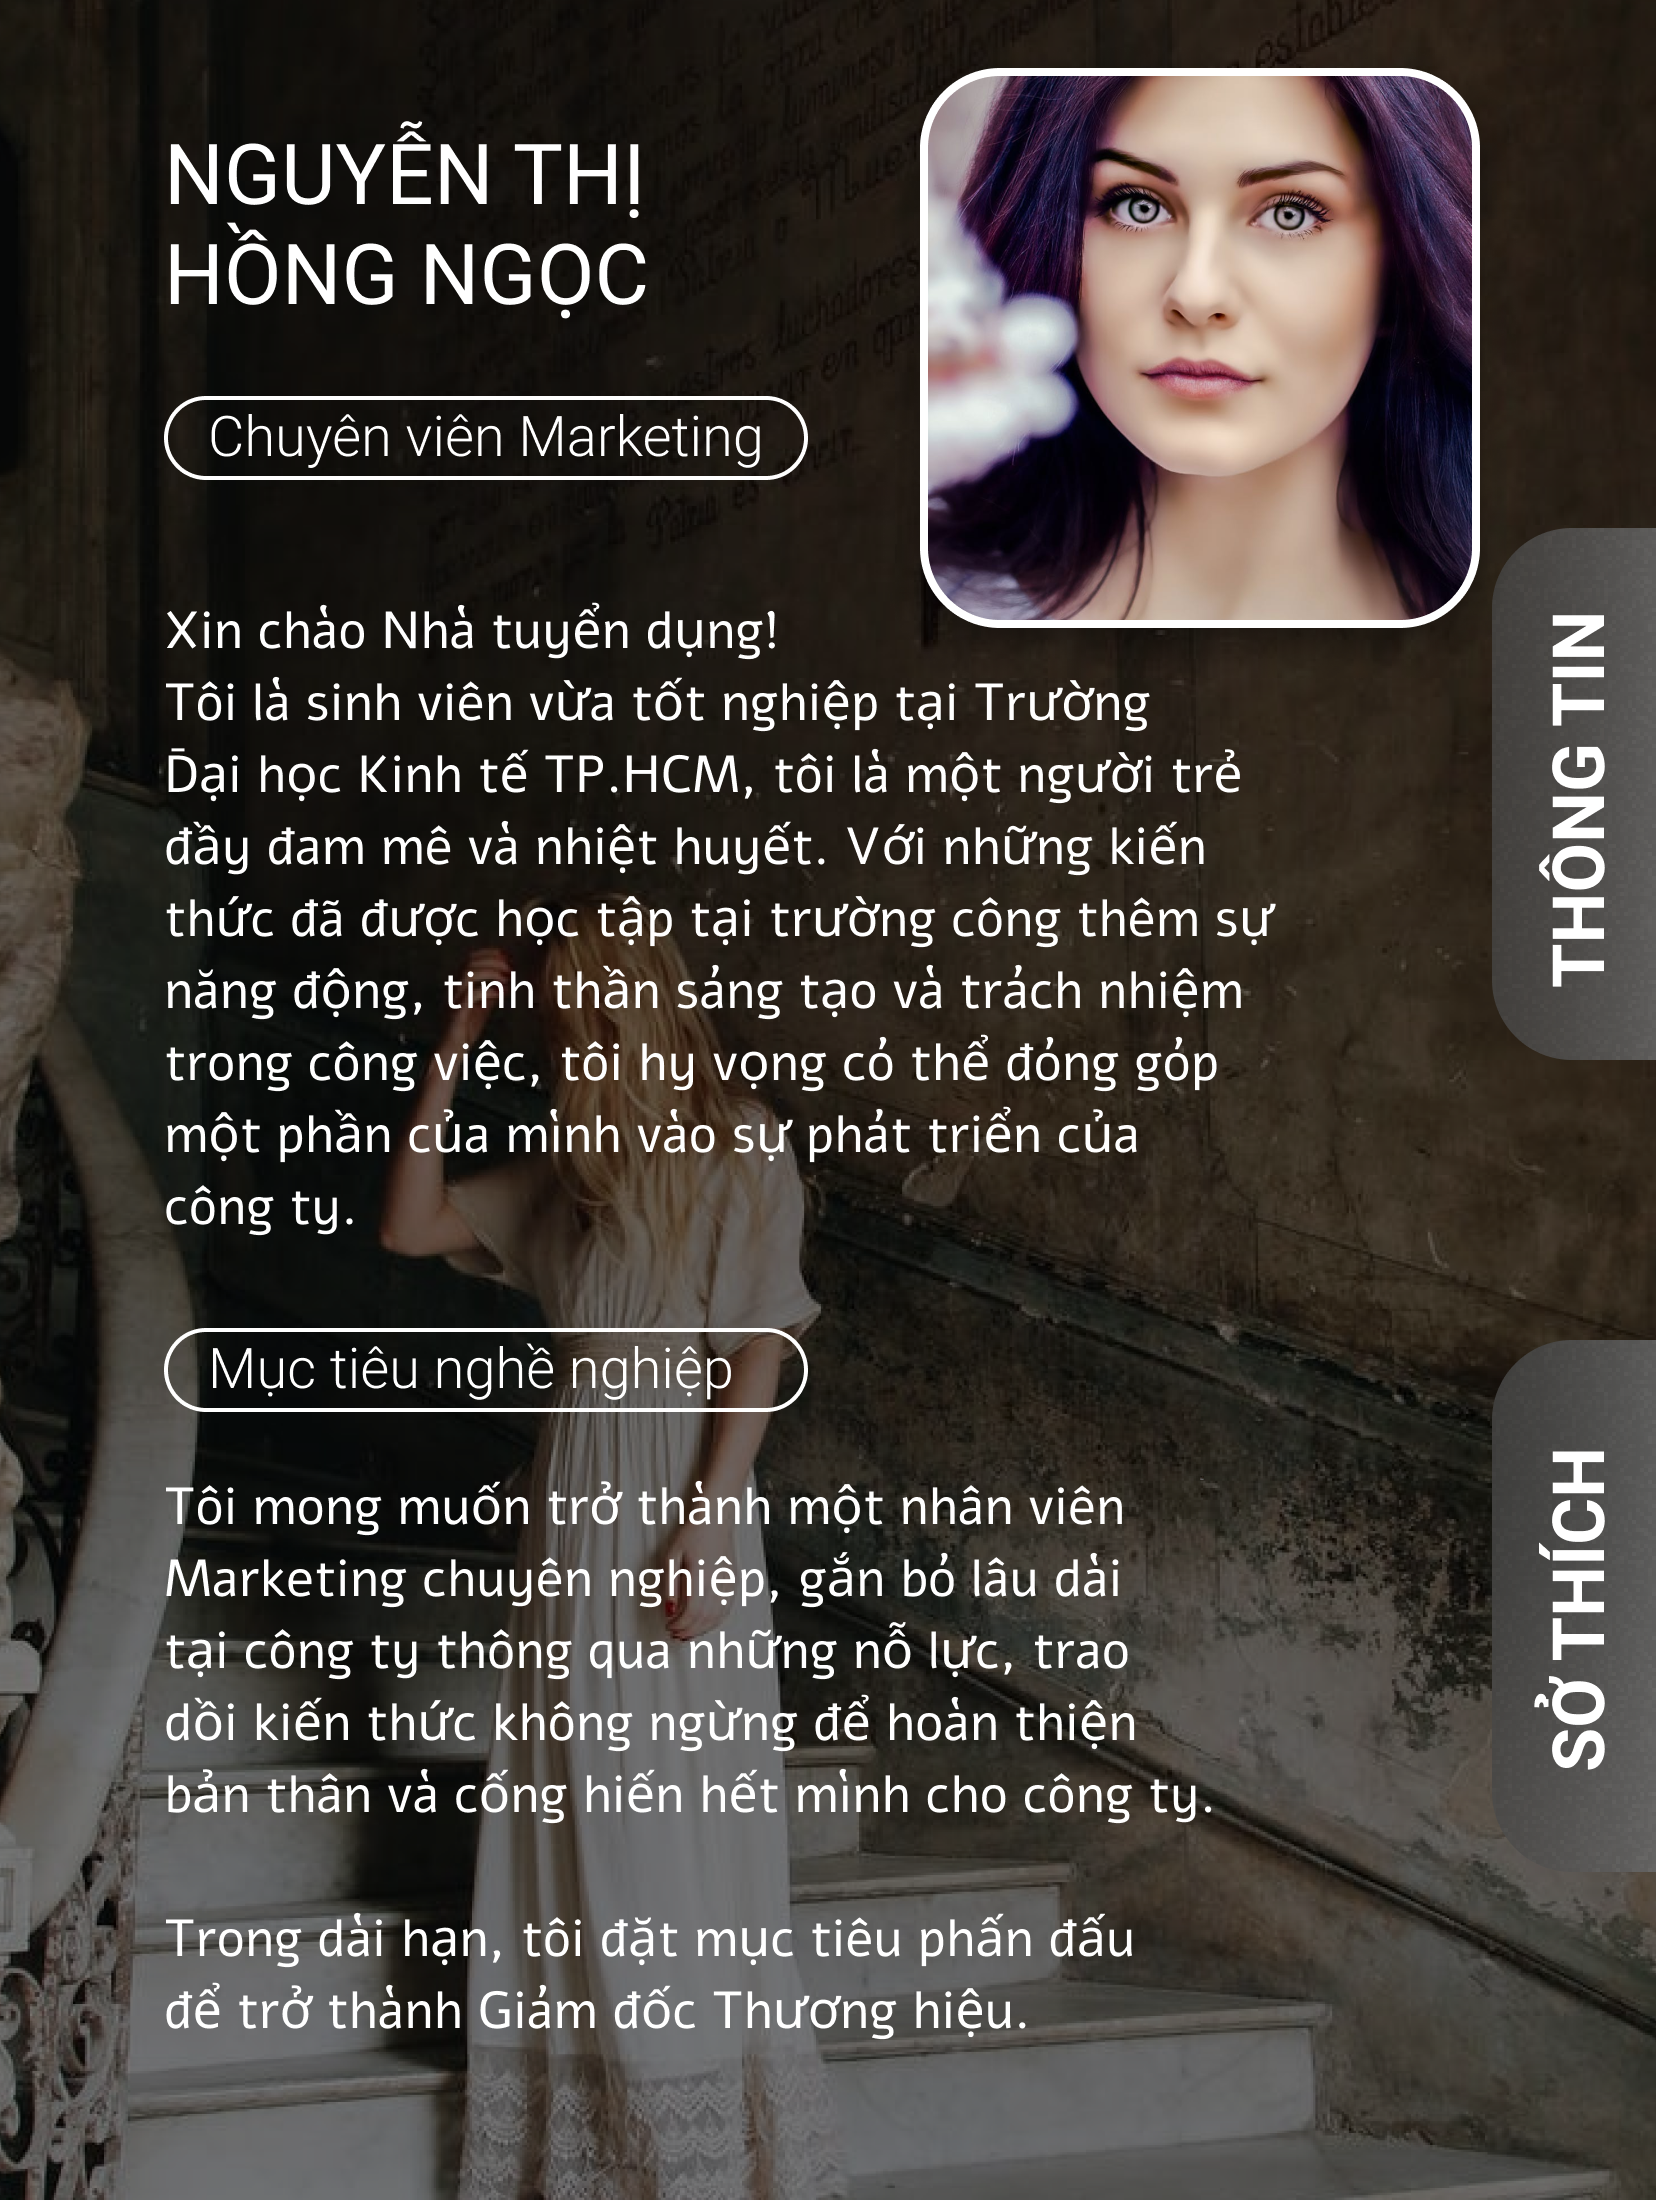 NGUYỄN THỊ
HỒNG NGỌC
Chuyên viên Marketing
Xin chào Nhà tuyển dụng!
Tôi là sinh viên vừa tốt nghiệp tại Trường
Đại học Kinh tế TP.HCM, tôi là một người trẻ
đầy đam mê và nhiệt huyết. Với những kiến
thức đã được học tập tại trường công thêm sự
năng động, tinh thần sáng tạo và trách nhiệm
trong công việc, tôi hy vọng có thể đóng góp
một phần của mình vào sự phát triển của
công ty.
Mục tiêu nghề nghiệp
Tôi mong muốn trở thành một nhân viên
Marketing chuyên nghiệp, gắn bó lâu dài
tại công ty thông qua những nỗ lực, trao
dồi kiến thức không ngừng để hoàn thiện
bản thân và cống hiến hết mình cho công ty.
Trong dài hạn, tôi đặt mục tiêu phấn đấu
để trở thành Giám đốc Thương hiệu.
THÔNG TIN
SỞ THÍCH